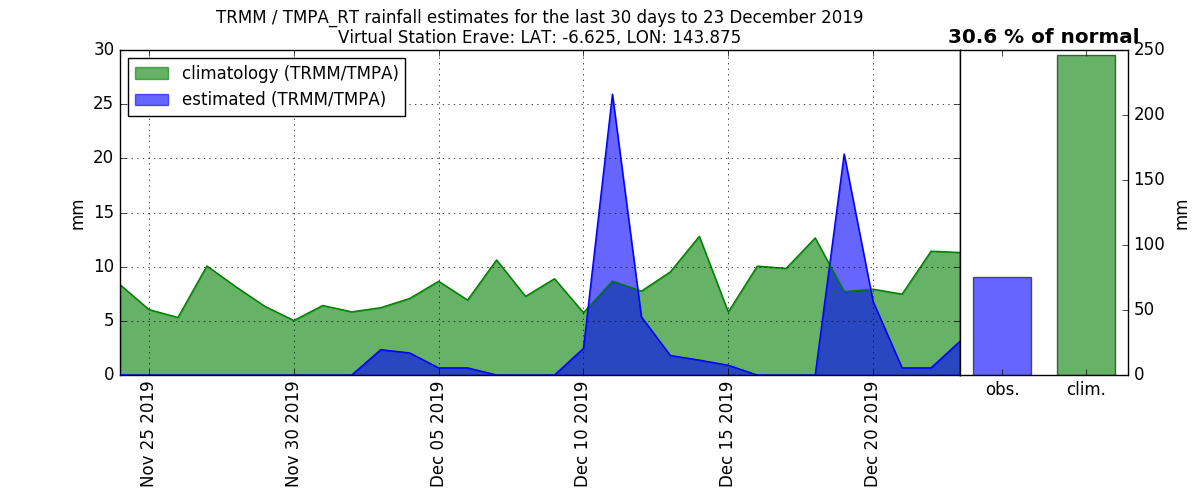 TRMM / TMPA_RT rainfall estimates for the last 30 days to 23 December 2019
Virtual Station Erave: LAT: -6.625, LON: 143.875
30.6 % of normal
climatology (TRMM/TMPA)
estimated (TRMM/TMPA)
mm
30
25
20
15
10
5
0
Nov 25 2019
Nov 30 2019
Dec 05 2019
Dec 10 2019
Dec 15 2019
Dec 20 2019
250
200
150
100
50
0
mm
obs.
clim.